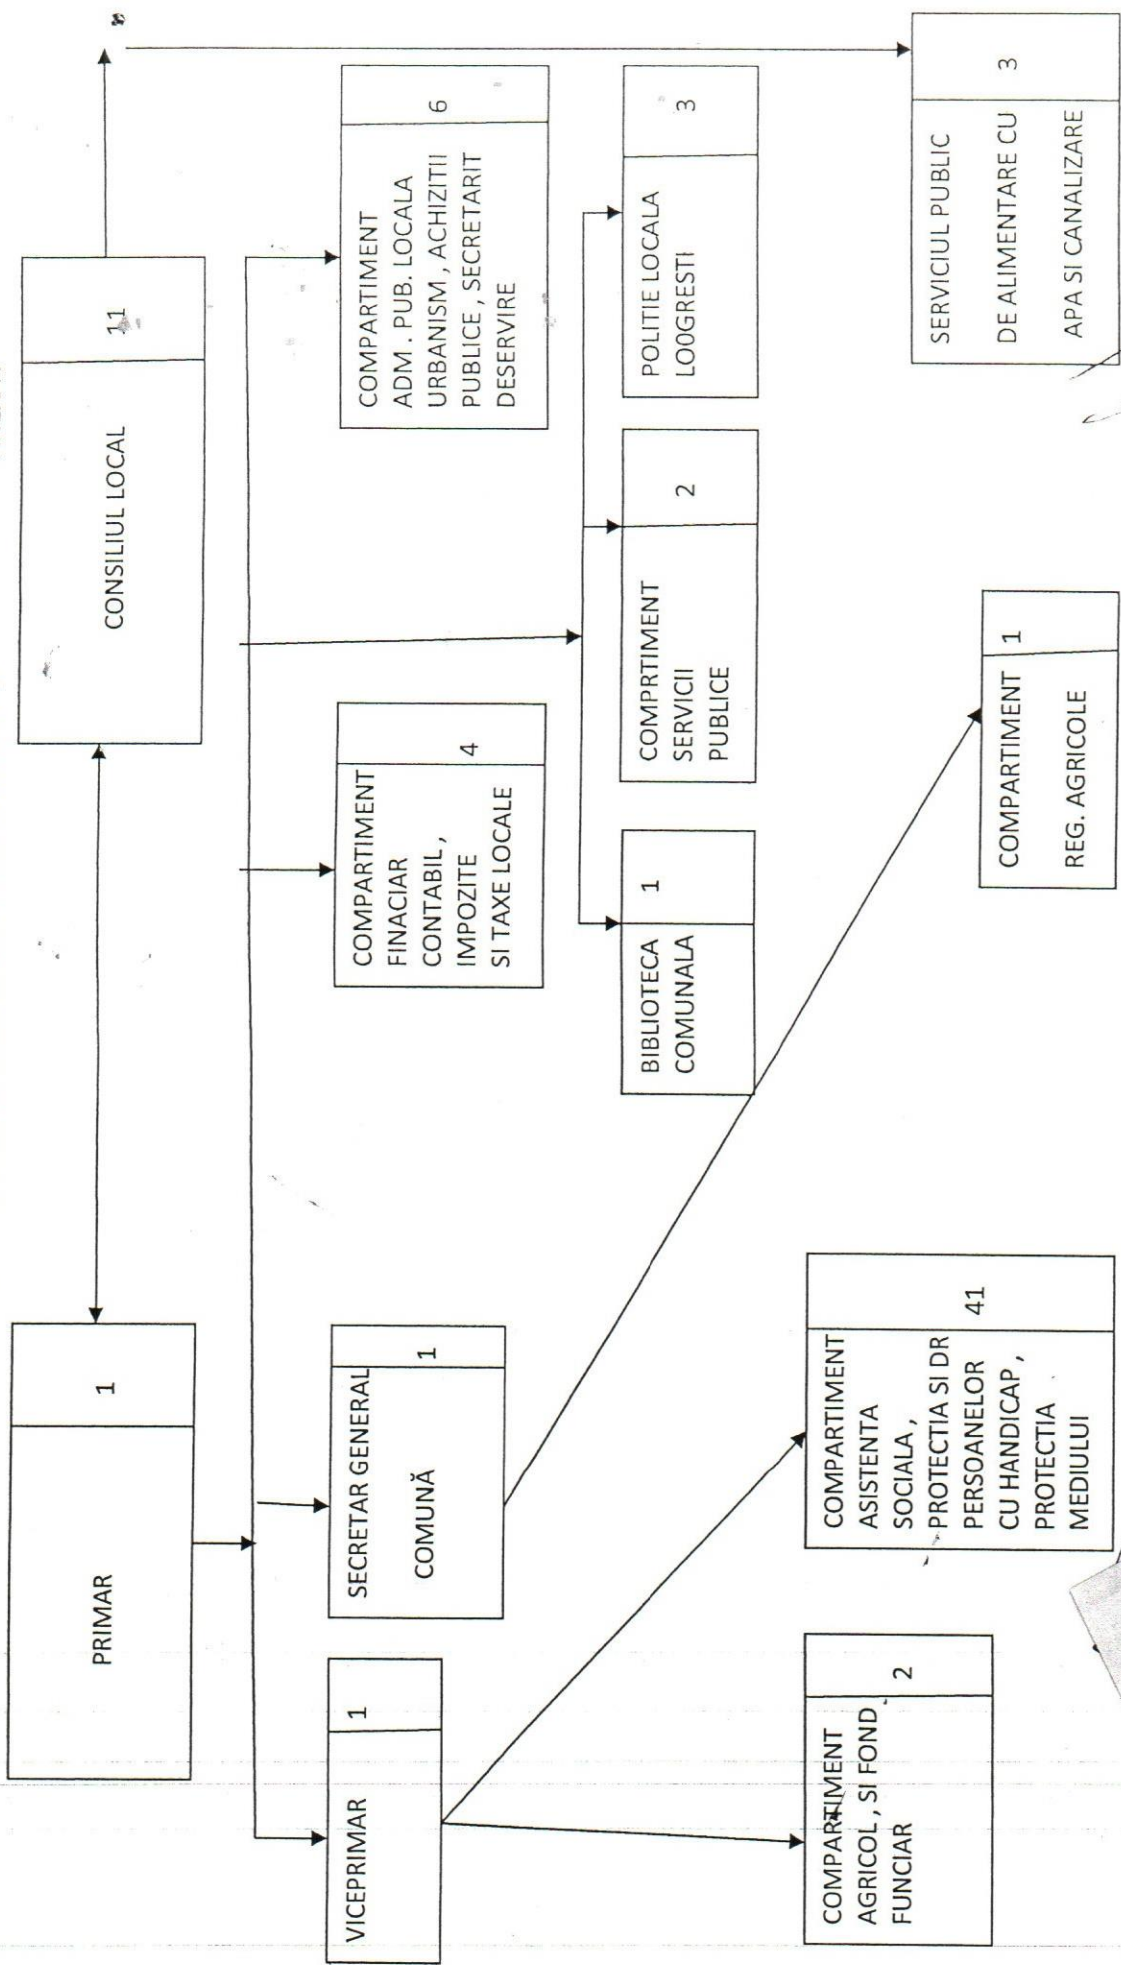 PRIMAR
1
CONSILIUL LOCAL
11
VICEPRIMAR
1
SECRETAR GENERAL
COMUNĂ
1
COMPARTIMENT
FINACIAR
CONTABIL ,
IMPOZITE
SI TAXE LOCALE
4
COMPARTIMENT
ADM . PUB. LOCALA
URBANISM , ACHIZITII
PUBLICE , SECRETARIT
DESERVIRE
6
BIBLIOTECA
COMUNALA
1
COMPRTIMENT
SERVICII
PUBLICE
2
POLITIE LOCALA
LOOGRESTI
3
COMPARTIMENT
AGRICOL , SI FOND
FUNCIAR
2
COMPARTIMENT
ASISTENTA
SOCIALA ,
PROTECTIA SI DR
PERSOANELOR
CU HANDICAP ,
PROTECTIA
MEDIULUI
41
COMPARTIMENT
REG. AGRICOLE
1
SERVICIUL PUBLIC
DE ALIMENTARE CU
APA SI CANALIZARE
3